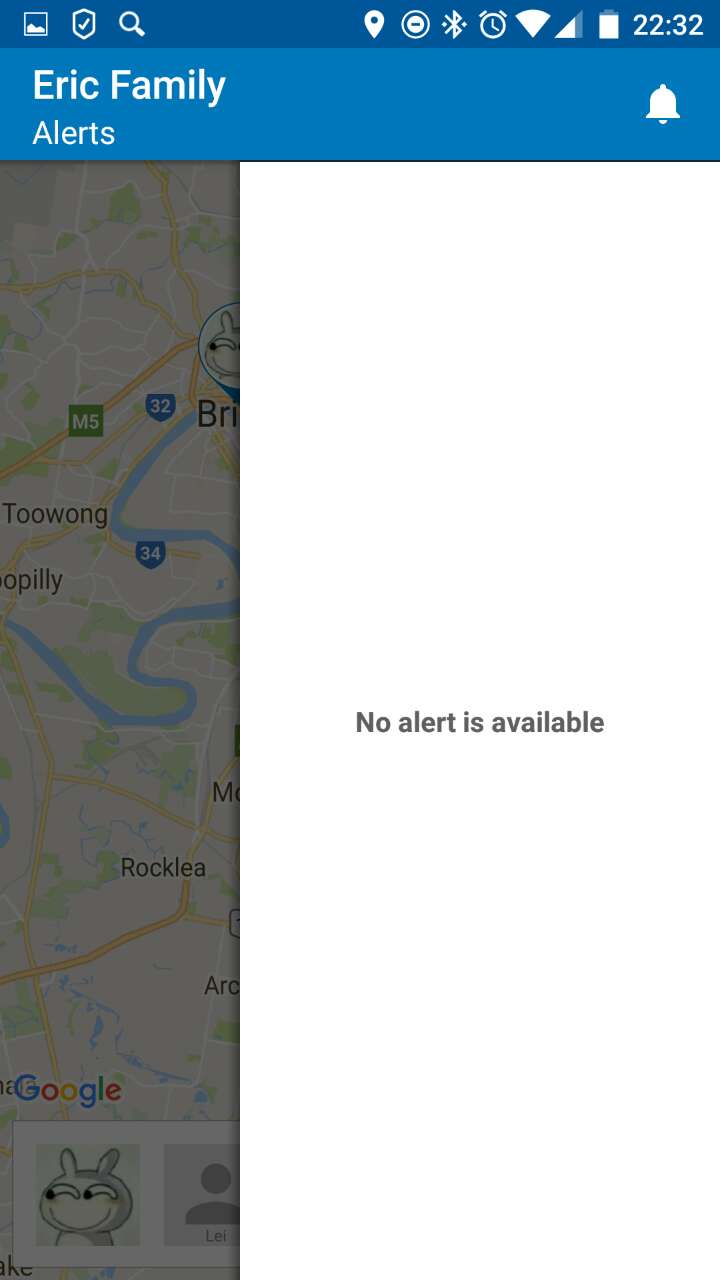 22:32
Eric Family
Alerts
32
Bri
M5
Toowong
34
opilly
No alert is available
Mo
Rocklea
Arc
Google
Lei
ake